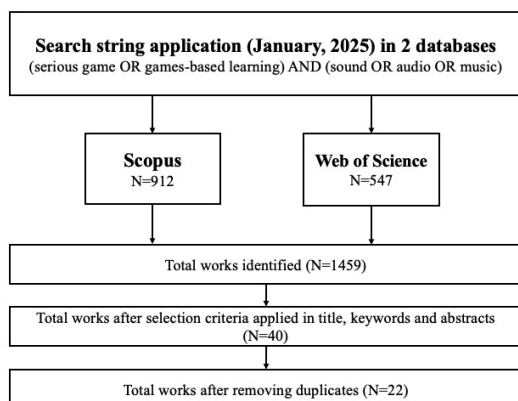 Search string application (January, 2025) in 2 databases
(serious game OR games-based learning) AND (sound OR audio OR music)
Scopus
N=912
Web of Science
N=547
Total works identified (N=1459)
Total works after selection criteria applied in title, keywords and abstracts
(N=40)
Total works after removing duplicates (N=22)